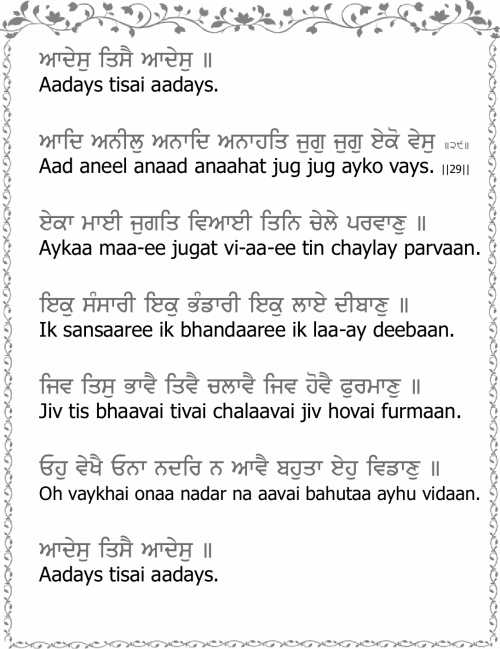 ਆਦੇਸੁ ਤਿਸੈ ਆਦੇਸੁ ॥
Aadays tisai aadays.
ਆਦਿ ਅਨੀਲੁ ਅਨਾਦਿ ਅਨਾਹਤਿ ਜੁਗੁ ਜੁਗੁ ਏਕੋ ਵੇਸੁ ॥੨੯॥
Aad aneel anaad anaahat jug jug ayko vays. ||29||
ਏਕਾ ਮਾਈ ਜੁਗਤਿ ਵਿਆਈ ਤਿਨਿ ਚੇਲੇ ਪਰਵਾਣੁ ॥
Aykaa maa-ee jugat vi-aa-ee tin chaylay parvaan.
ਇਕੁ ਸੰਸਾਰੀ ਇਕੁ ਭੰਡਾਰੀ ਇਕੁ ਲਾਏ ਦੀਬਾਣੁ ॥
Ik sansaaree ik bhandaaree ik laa-ay deebaan.
ਜਿਵ ਤਿਸੁ ਭਾਵੈ ਤਿਵੈ ਚਲਾਵੈ ਜਿਵ ਹੋਵੈ ਫੁਰਮਾਣੁ ॥
Jiv tis bhaavai tivai chalaavai jiv hovai furmaan.
ਓਹੁ ਵੇਖੈ ਓਨਾ ਨਦਰਿ ਨ ਆਵੈ ਬਹੁਤਾ ਏਹੁ ਵਿਡਾਣੁ ॥
Oh vaykhai onaa nadar na aavai bahutaa ayhu vidaan.
ਆਦੇਸੁ ਤਿਸੈ ਆਦੇਸੁ ॥
Aadays tisai aadays.